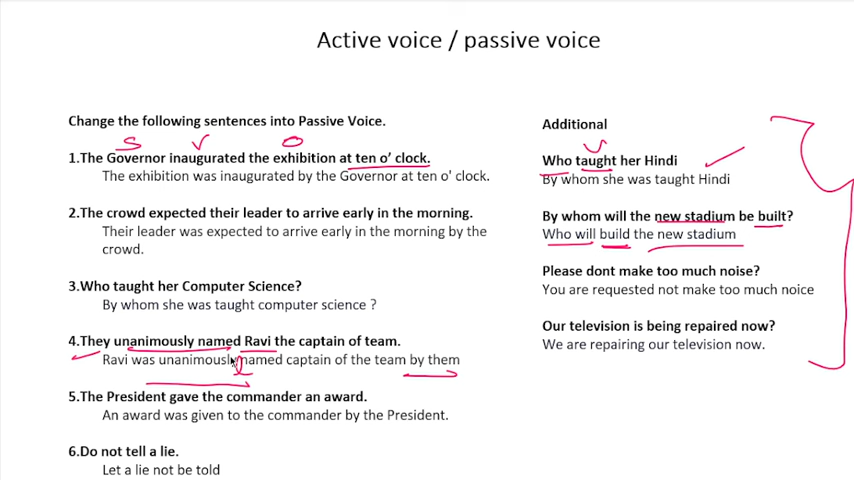 Active voice / passive voice
Change the following sentences into Passive Voice.
S V O
1.The Governor inaugurated the exhibition at ten o' clock.
The exhibition was inaugurated by the Governor at ten o' clock.
2.The crowd expected their leader to arrive early in the morning.
Their leader was expected to arrive early in the morning by the
crowd.
3.Who taught her Computer Science?
By whom she was taught computer science ?
4.They unanimously named Ravi the captain of team.
Ravi was unanimously named captain of the team by them
5.The President gave the commander an award.
An award was given to the commander by the President.
6.Do not tell a lie.
Let a lie not be told
Additional
V
Who taught her Hindi
By whom she was taught Hindi
By whom will the new stadium be built?
Who will build the new stadium
Please dont make too much noise?
You are requested not make too much noice
Our television is being repaired now?
We are repairing our television now.